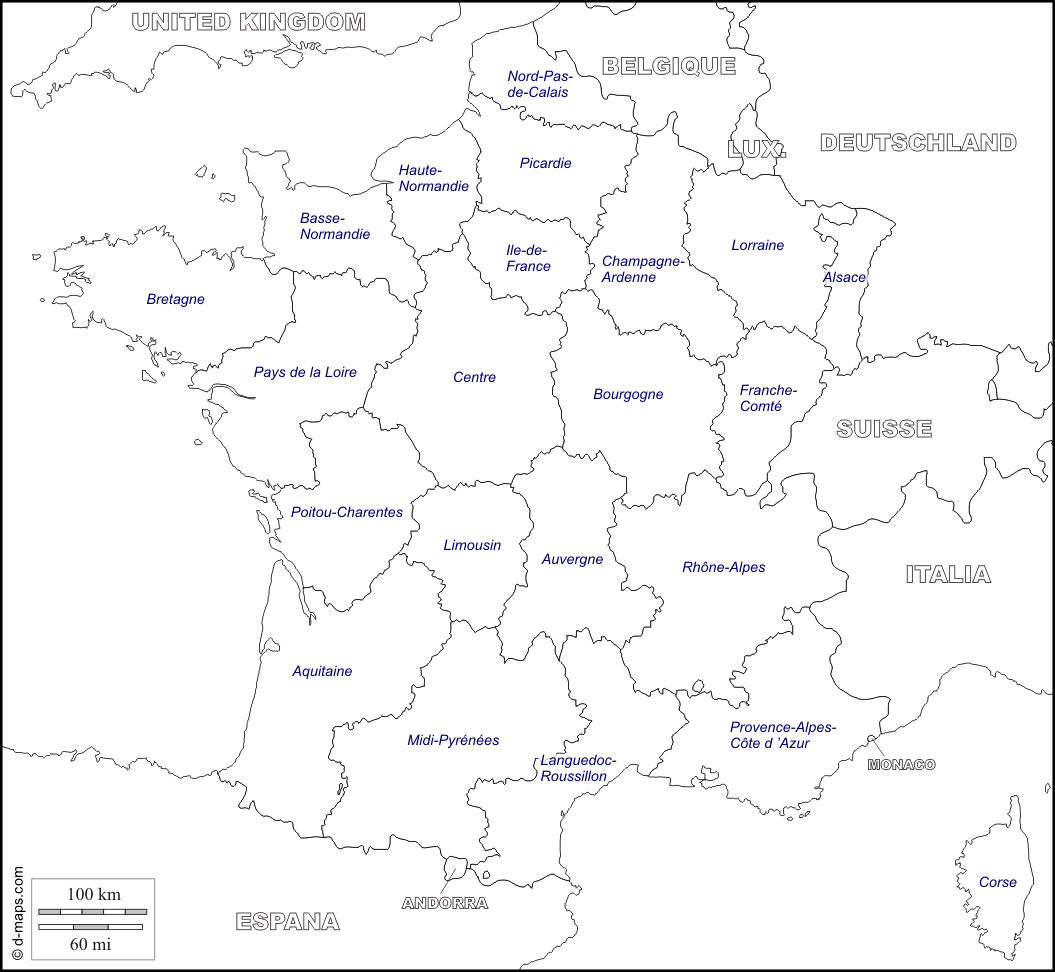 UNITED KINGDOM
Nord-Pas-
de-Calais
BELGIQUE
DEUTSCHLAND
LUX.
Haute-
Normandie
Picardie
Basse-
Normandie
Ile-de-
France
Champagne-
Ardenne
Lorraine
Alsace
Bretagne
Pays de la Loire
Centre
Bourgogne
Franche-
Comté
SUISSE
Poitou-Charentes
Limousin
Auvergne
Rhône-Alpes
ITALIA
Aquitaine
Midi-Pyrénées
Languedoc-
Roussillon
Provence-Alpes-
Côte d 'Azur
MONACO
Corse
ANDORRA
ESPANA
100 km
60 mi
© d-maps.com